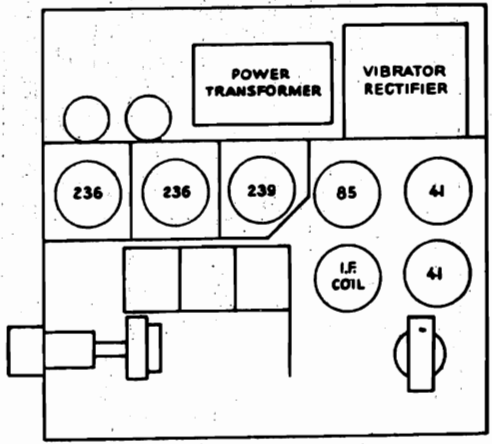 POWER
TRANSFORMER
VIBRATOR
RECTIFIER
236
236
239
85
41
I.F.
COIL
41